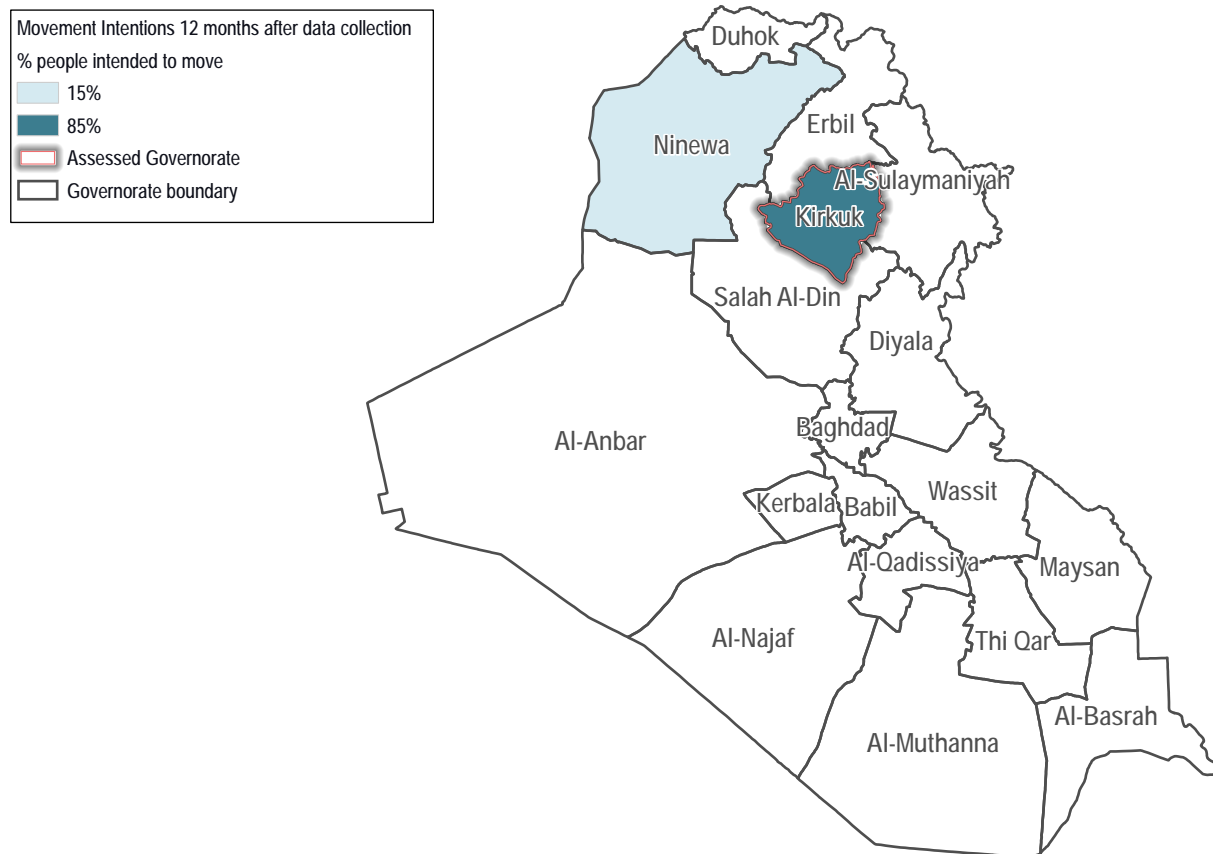 Movement Intentions 12 months after data collection
% people intended to move
15%
85%
Assessed Governorate
Governorate boundary
Duhok
Erbil
Ninewa
Al-Sulaymaniyah
Kirkuk
Salah Al-Din
Diyala
Baghdad
Al-Anbar
Wassit
Kerbala
Babil
Al-Qadissiya
Maysan
Al-Najaf
Thi Qar
Al-Basrah
Al-Muthanna